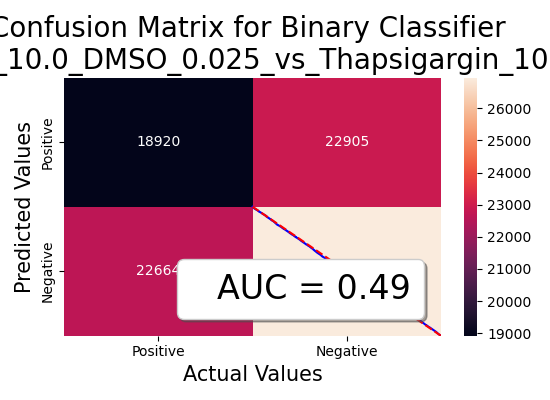 Confusion Matrix for Binary Classifier
_10.0_DMSO_0.025_vs_Thapsigargin_10
Predicted Values
Positive
Negative
18920
22905
22664
AUC = 0.49
Positive
Negative
Actual Values
26000
25000
24000
23000
22000
21000
20000
19000